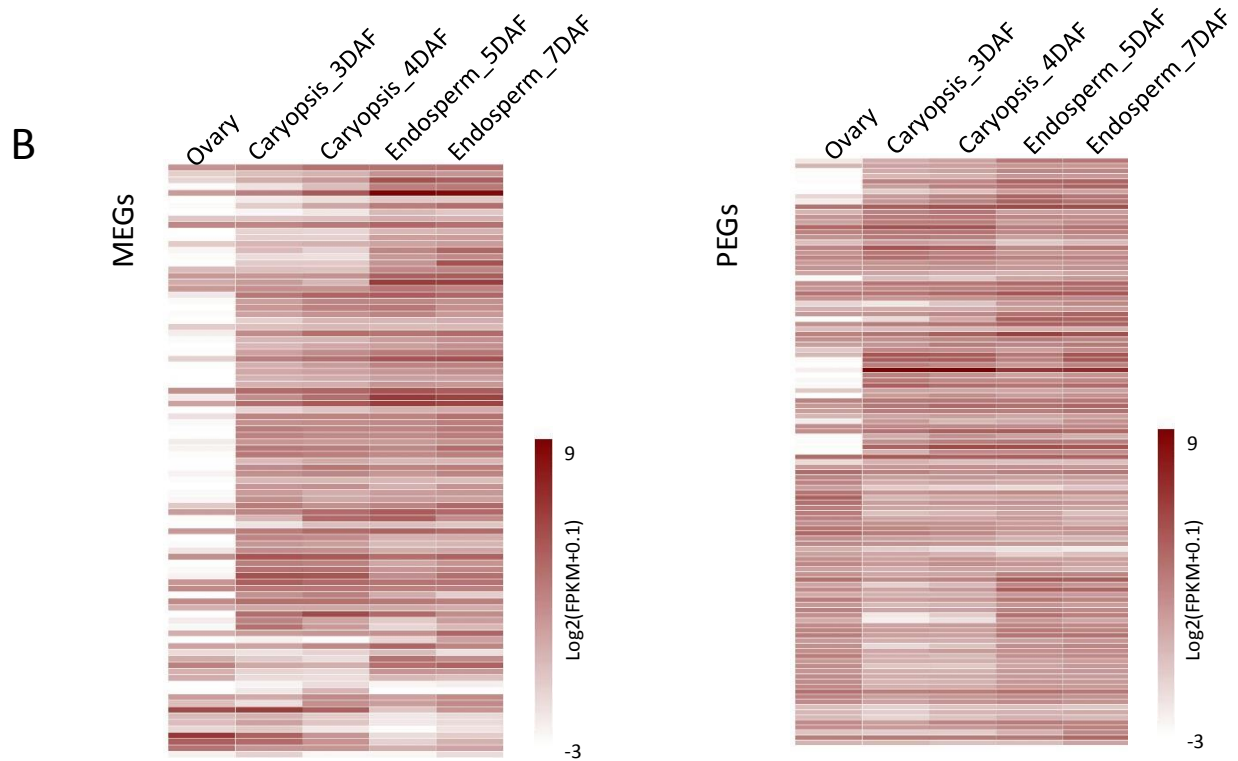 B
MEGs
Ovary
Caryopsis_3DAF
Caryopsis_4DAF
Endosperm_5DAF
Endosperm_7DAF
9
Log2(FPKM+0.1)
-3
PEGs
Ovary
Caryopsis_3DAF
Caryopsis_4DAF
Endosperm_5DAF
Endosperm_7DAF
9
Log2(FPKM+0.1)
-3